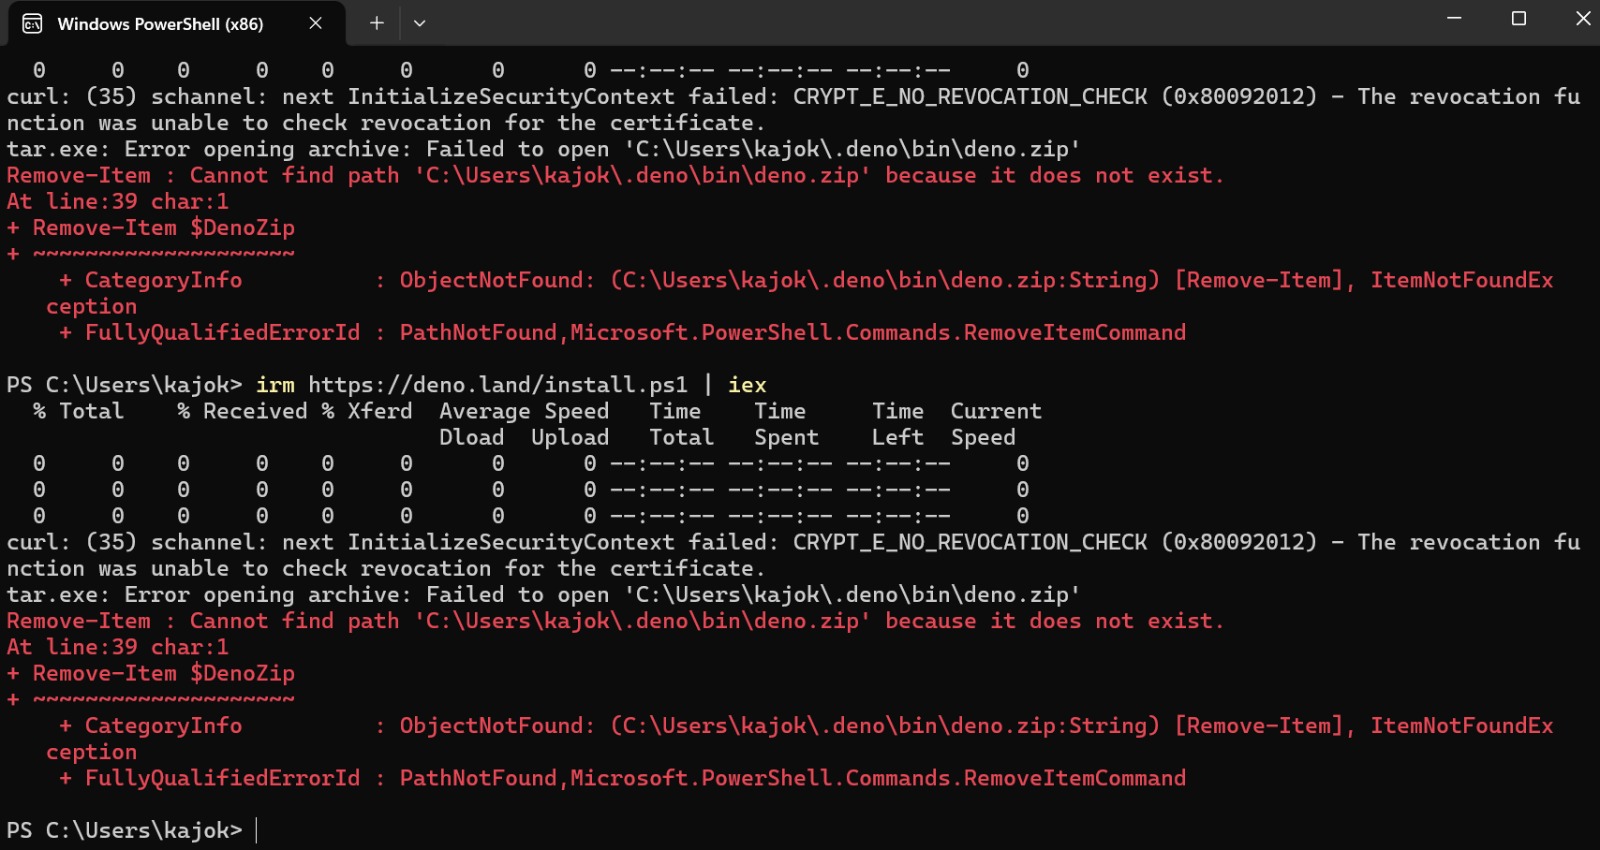 Windows PowerShell (x86)
0 0 0 0 0 0 0 0 --:--:-- --:--:-- --:--:-- 0
curl: (35) schannel: next InitializeSecurityContext failed: CRYPT_E_NO_REVOCATION_CHECK (0x80092012) - The revocation fu
nction was unable to check revocation for the certificate.
tar.exe: Error opening archive: Failed to open 'C:\Users\kajok\.deno\bin\deno.zip'
Remove-Item : Cannot find path 'C:\Users\kajok\.deno\bin\deno.zip' because it does not exist.
At line:39 char:1
+ Remove-Item $DenoZip
+ ~~~~~~~~~~~~~~~~~~~~
+ CategoryInfo : ObjectNotFound: (C:\Users\kajok\.deno\bin\deno.zip:String) [Remove-Item], ItemNotFoundEx
ception
+ FullyQualifiedErrorId : PathNotFound,Microsoft.PowerShell.Commands.RemoveItemCommand
PS C:\Users\kajok> irm https://deno.land/install.ps1 | iex
% Total % Received % Xferd Average Speed Time Time Time Current
Dload Upload Total Spent Left Speed
0 0 0 0 0 0 0 0 --:--:-- --:--:-- --:--:-- 0
0 0 0 0 0 0 0 0 --:--:-- --:--:-- --:--:-- 0
0 0 0 0 0 0 0 0 --:--:-- --:--:-- --:--:-- 0
curl: (35) schannel: next InitializeSecurityContext failed: CRYPT_E_NO_REVOCATION_CHECK (0x80092012) - The revocation fu
nction was unable to check revocation for the certificate.
tar.exe: Error opening archive: Failed to open 'C:\Users\kajok\.deno\bin\deno.zip'
Remove-Item : Cannot find path 'C:\Users\kajok\.deno\bin\deno.zip' because it does not exist.
At line:39 char:1
+ Remove-Item $DenoZip
+ ~~~~~~~~~~~~~~~~~~~~
+ CategoryInfo : ObjectNotFound: (C:\Users\kajok\.deno\bin\deno.zip:String) [Remove-Item], ItemNotFoundEx
ception
+ FullyQualifiedErrorId : PathNotFound,Microsoft.PowerShell.Commands.RemoveItemCommand
PS C:\Users\kajok>